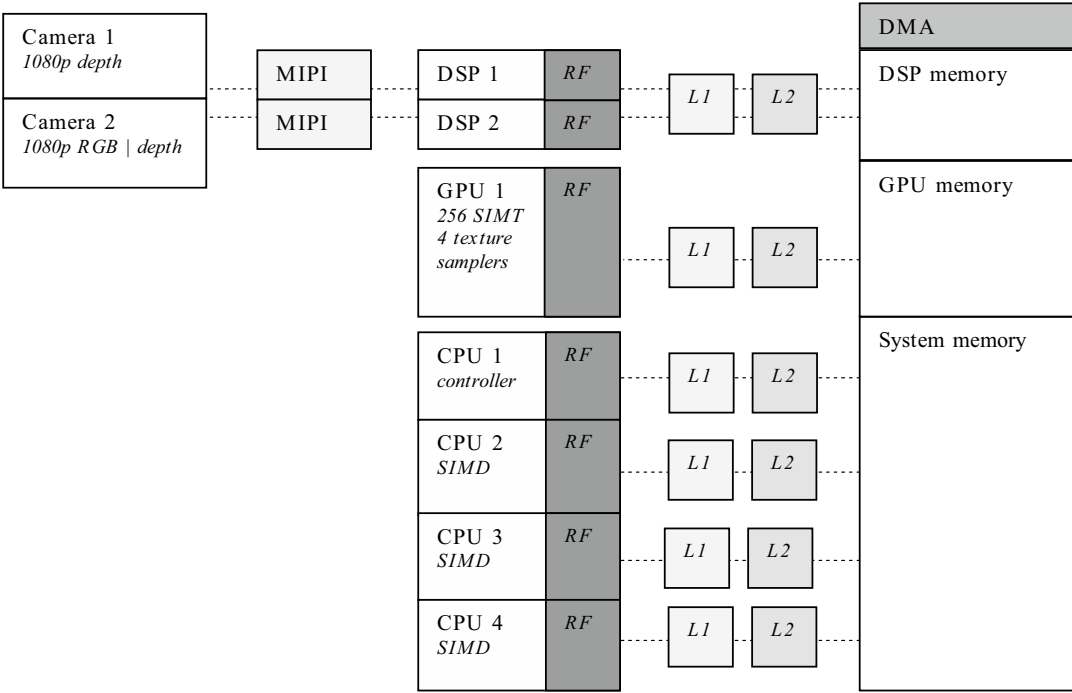 Camera 1
1080p depth
Camera 2
1080p RGB | depth
MIPI
MIPI
DSP 1
RF
DSP 2
RF
L1
L2
DMA
DSP memory
GPU 1
256 SIMT
4 texture
samplers
RF
L1
L2
GPU memory
CPU 1
controller
RF
L1
L2
System memory
CPU 2
SIMD
RF
L1
L2
CPU 3
SIMD
RF
L1
L2
CPU 4
SIMD
RF
L1
L2